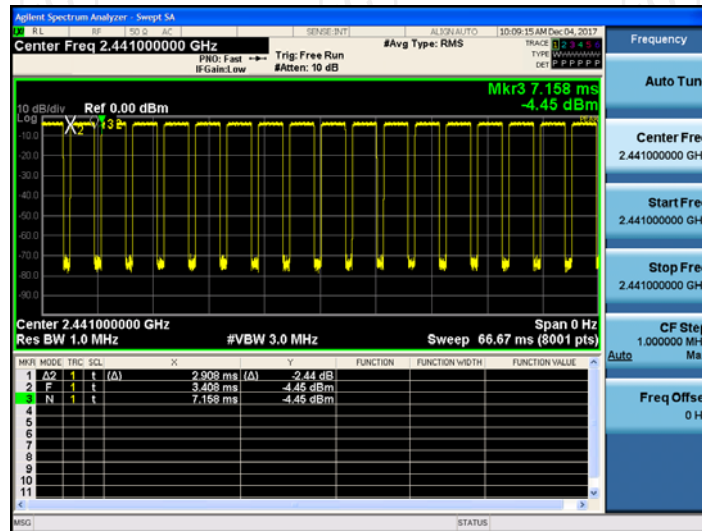 Agilent Spectrum Analyzer - Swept SA
RL RF 50 Ω AC SENSE:INT ALIGNAUTO 10:09:15 AM Dec 04, 2017
Center Freq 2.441000000 GHz
PNO: Fast
IFGain:Low
Trig: Free Run
#Atten: 10 dB
#Avg Type: RMS
TRACE 1 2 3 4 5 6
TYPE
DET P P P P P P
Mkr3 7.158 ms
-4.45 dBm
10 dB/div Ref 0.00 dBm
Log
-10.0
-20.0
-30.0
-40.0
-50.0
-60.0
-70.0
-80.0
-90.0
Center 2.441000000 GHz Span 0 Hz
Res BW 1.0 MHz #VBW 3.0 MHz Sweep 66.67 ms (8001 pts)
MKR MODE TRC SCL X Y FUNCTION FUNCTION WIDTH FUNCTION VALUE
1 Δ2 1 t (Δ) 2.908 ms (Δ) -2.44 dB
2 F 1 t 3.408 ms -4.45 dBm
3 N 1 t 7.158 ms -4.45 dBm
4
5
6
7
8
9
10
11
MSG STATUS
Frequency
Auto Tun
Center Fre
2.441000000 GH
Start Fre
2.441000000 GH
Stop Fre
2.441000000 GH
CF Step
1.000000 MH
Auto Ma
Freq Offse
0 H